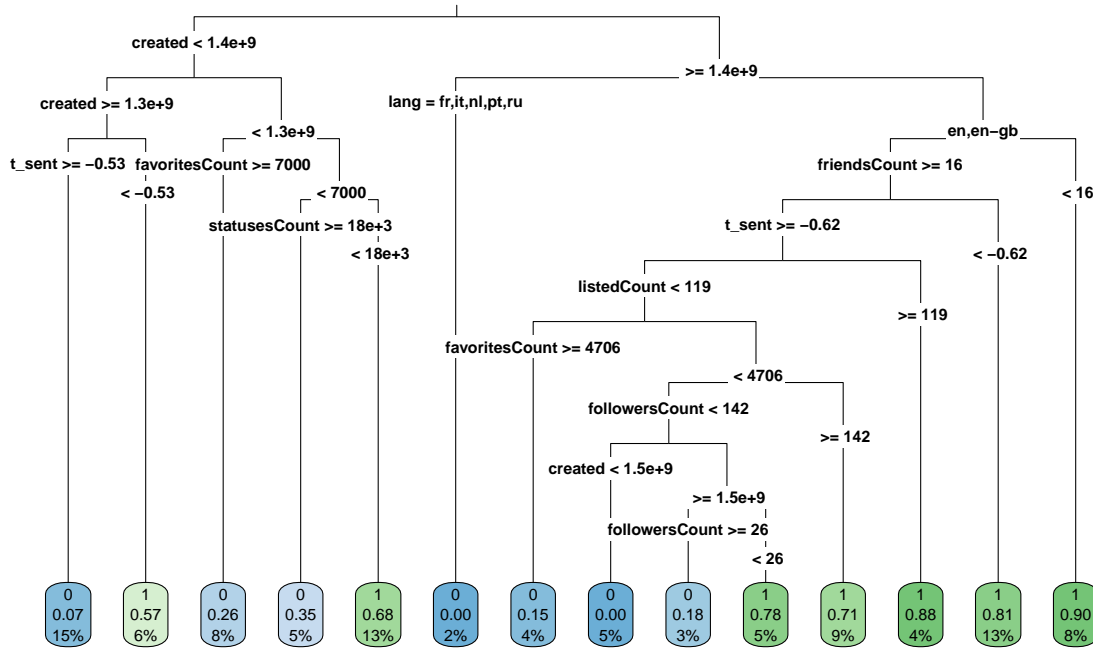 created < 1.4e+9
>= 1.4e+9
created >= 1.3e+9
lang = fr,it,nl,pt,ru
< 1.3e+9
en,en−gb
t_sent >= −0.53
favoritesCount >= 7000
friendsCount >= 16
< −0.53
< 7000
< 16
statusesCount >= 18e+3
t_sent >= −0.62
< 18e+3
< −0.62
listedCount < 119
>= 119
favoritesCount >= 4706
< 4706
followersCount < 142
>= 142
created < 1.5e+9
>= 1.5e+9
followersCount >= 26
< 26
0 1 0 0 1 0 0 0 0 1 1 1 1 1
0.07 0.57 0.26 0.35 0.68 0.00 0.15 0.00 0.18 0.78 0.71 0.88 0.81 0.90
15% 6% 8% 5% 13% 2% 4% 5% 3% 5% 9% 4% 13% 8%